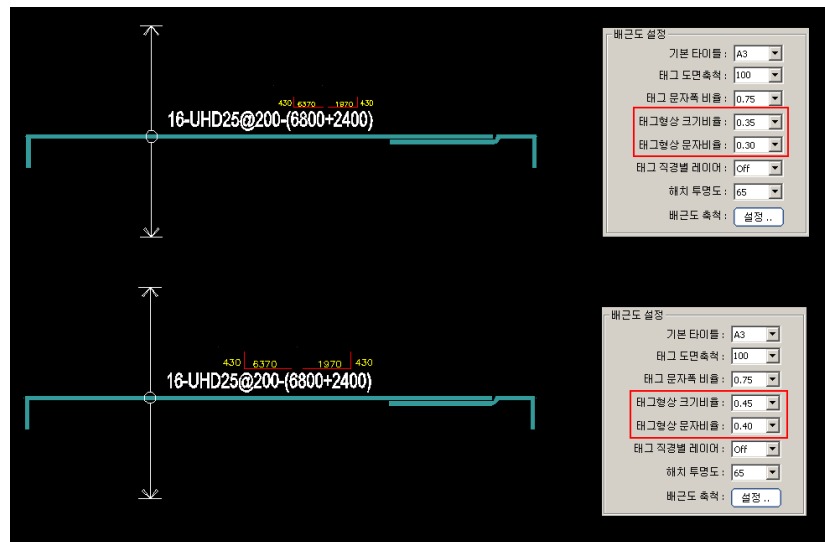 배근도 설정
기본 타이틀 : A3
태그 도면축척 : 100
태그 문자폭 비율 : 0.75
태그형상 크기비율 : 0.35
태그형상 문자비율 : 0.30
태그 직경별 레이어 : Off
해치 투명도 : 65
배근도 축척 : 설정 ..
430 6370 1970 430
16-UHD25@200-(6800+2400)
배근도 설정
기본 타이틀 : A3
태그 도면축척 : 100
태그 문자폭 비율 : 0.75
태그형상 크기비율 : 0.45
태그형상 문자비율 : 0.40
태그 직경별 레이어 : Off
해치 투명도 : 65
배근도 축척 : 설정 ..
430 6370 1970 430
16-UHD25@200-(6800+2400)